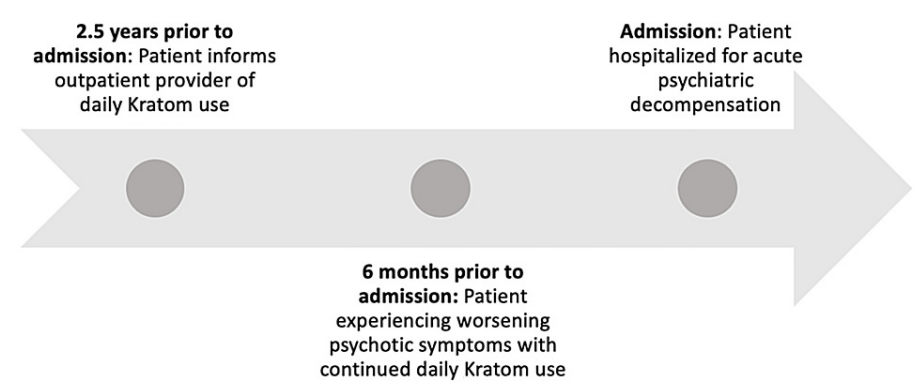 2.5 years prior to
admission: Patient informs
outpatient provider of
daily Kratom use
6 months prior to
admission: Patient
experiencing worsening
psychotic symptoms with
continued daily Kratom use
Admission: Patient
hospitalized for acute
psychiatric
decompensation